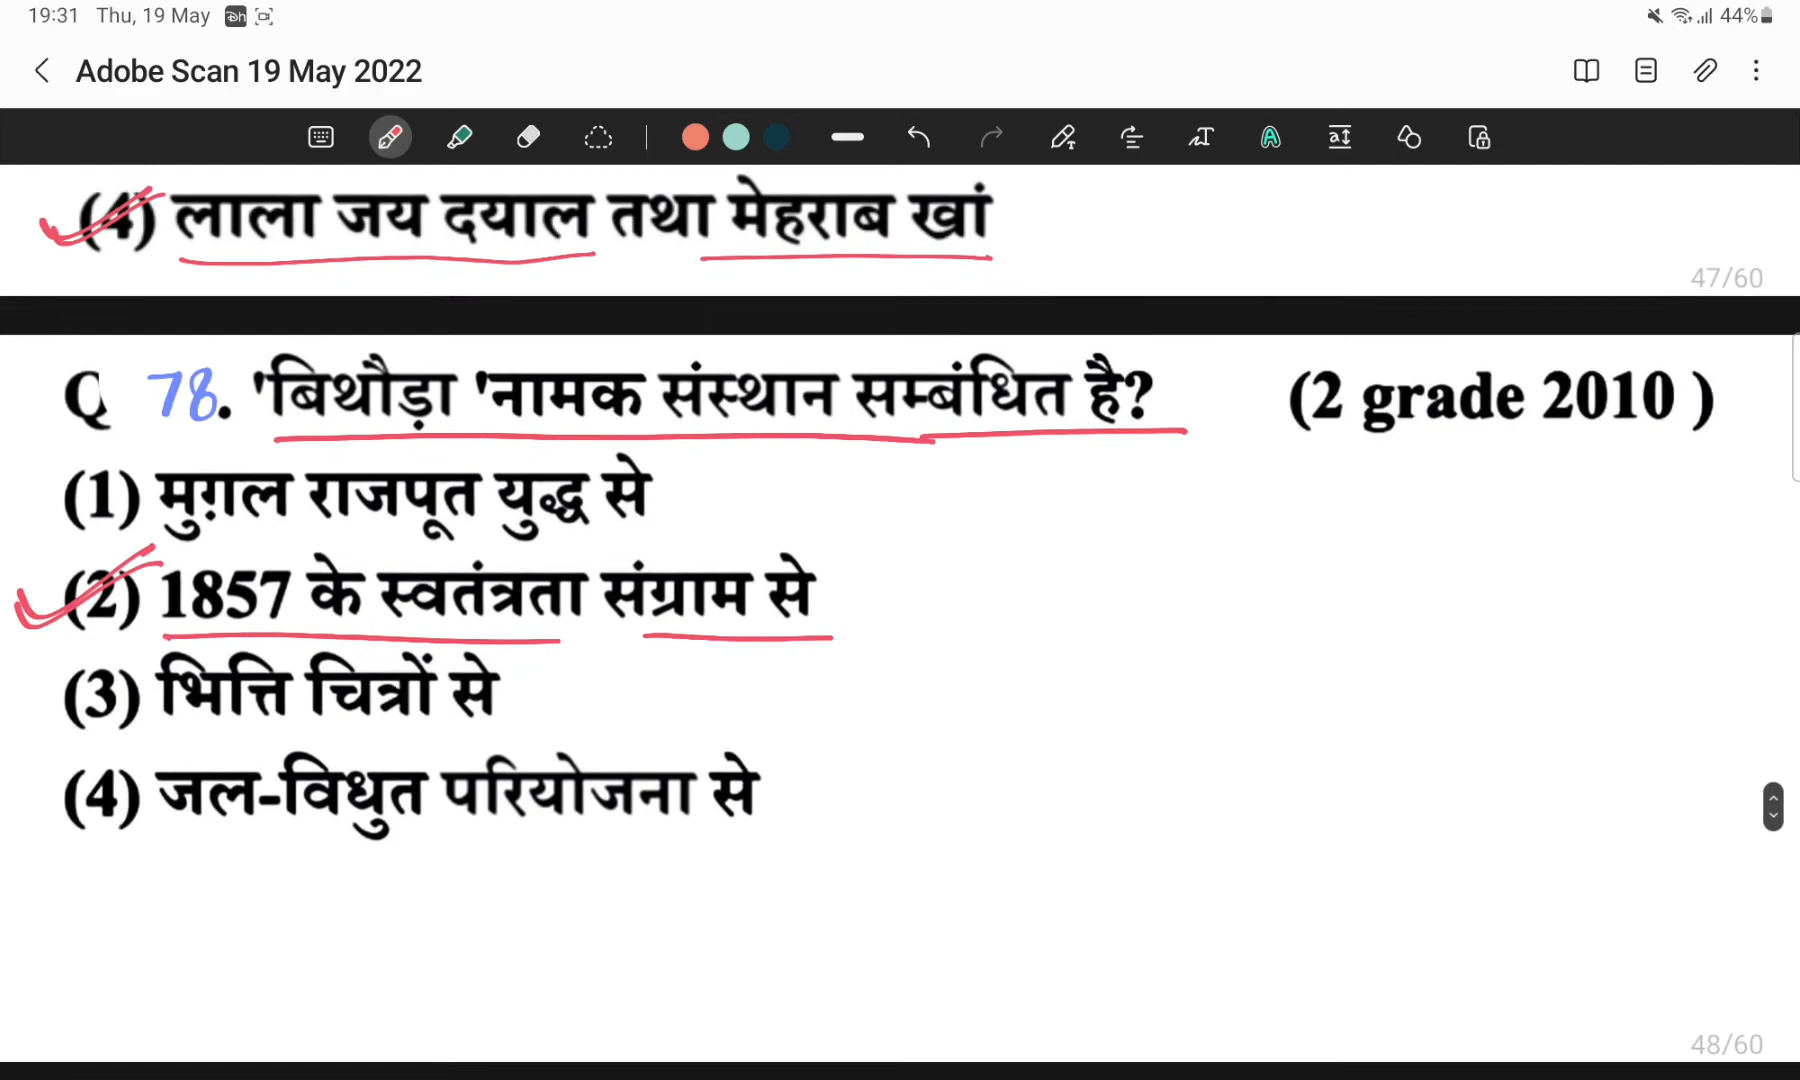 19:31 Thu, 19 May 44%
Adobe Scan 19 May 2022
(4) लाला जय दयाल तथा मेहराब खां
47/60
Q 78. 'बिथौड़ा 'नामक संस्थान सम्बंधित है? (2 grade 2010 )
(1) मुग़ल राजपूत युद्ध से
(2) 1857 के स्वतंत्रता संग्राम से
(3) भित्ति चित्रों से
(4) जल-विधुत परियोजना से
48/60